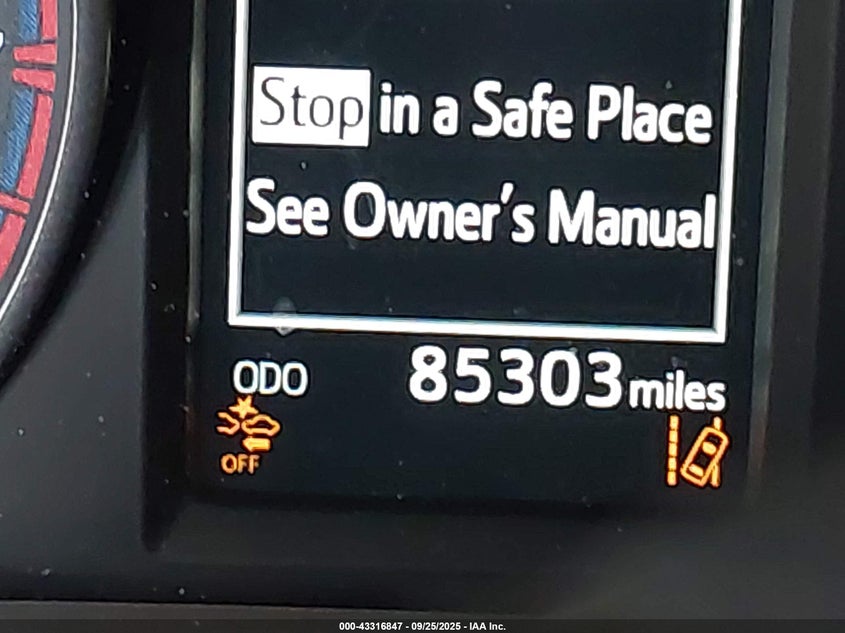 Stop in a Safe Place
See Owner's Manual
ODO 85303 miles
OFF
000-43316847 - 09/25/2025 - IAA Inc.